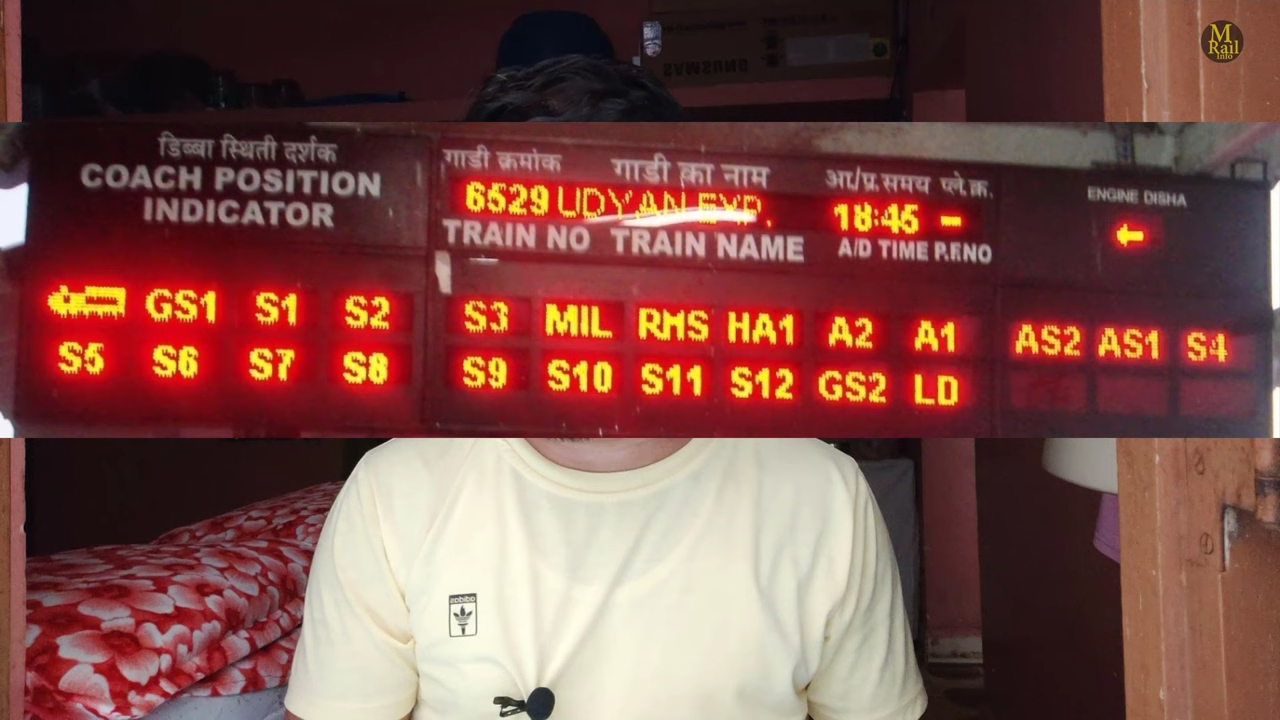 M
Rail
Info
SAMSUNG
डिब्बा स्थिती दर्शक
COACH POSITION
INDICATOR
गाडी क्रमांक गाडी का नाम आ/प्र.समय प्ले.क्र.
6529 UDYAN EXP. 18:45 -
TRAIN NO TRAIN NAME A/D TIME P.F.NO
ENGINE DISHA
←
GS1 S1 S2 S3 MIL RMS HA1 A2 A1 AS2 AS1 S4
S5 S6 S7 S8 S9 S10 S11 S12 GS2 LD
adidas